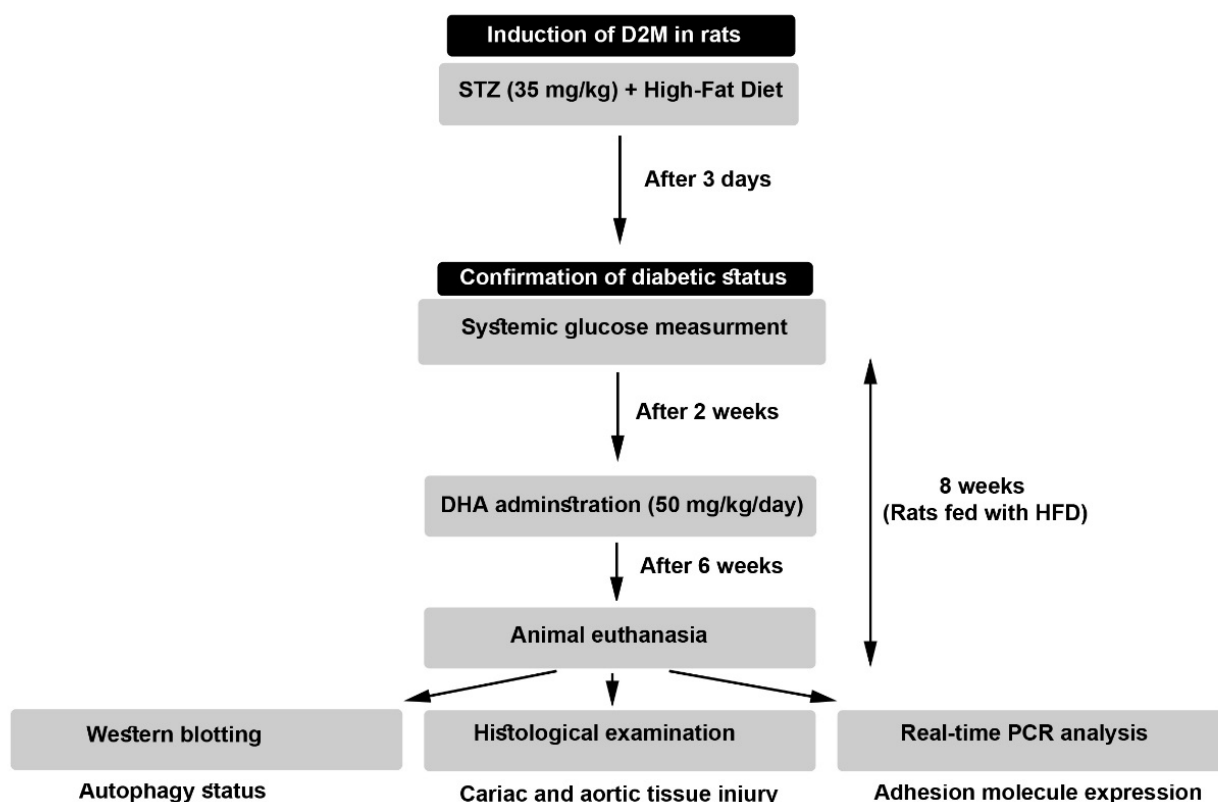 Induction of D2M in rats
STZ (35 mg/kg) + High-Fat Diet
After 3 days
Confirmation of diabetic status
Systemic glucose measurment
After 2 weeks
DHA adminstration (50 mg/kg/day)
8 weeks
(Rats fed with HFD)
After 6 weeks
Animal euthanasia
Western blotting
Histological examination
Real-time PCR analysis
Autophagy status
Cariac and aortic tissue injury
Adhesion molecule expression